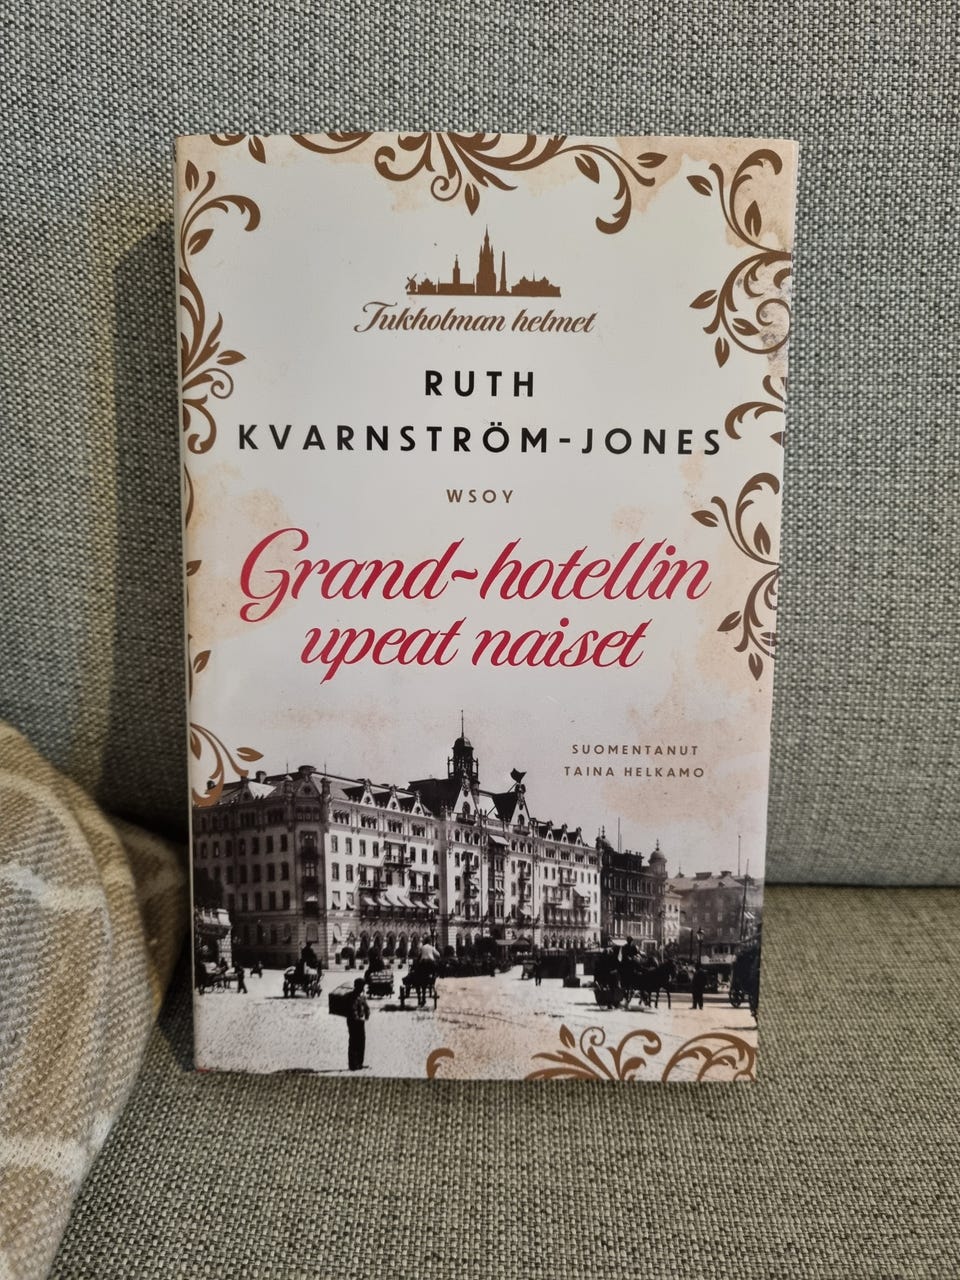 Tukholman helmet
RUTH
KVARNSTRÖM-JONES
WSOY
Grand-hotellin
upeat naiset
SUOMENTANUT
TAINA HELKAMO